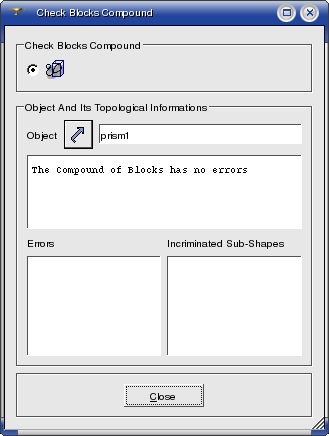 Check Blocks Compound
Check Blocks Compound
Object And Its Topological Informations
Object prism1
The Compound of Blocks has no errors
Errors Incriminated Sub-Shapes
Close